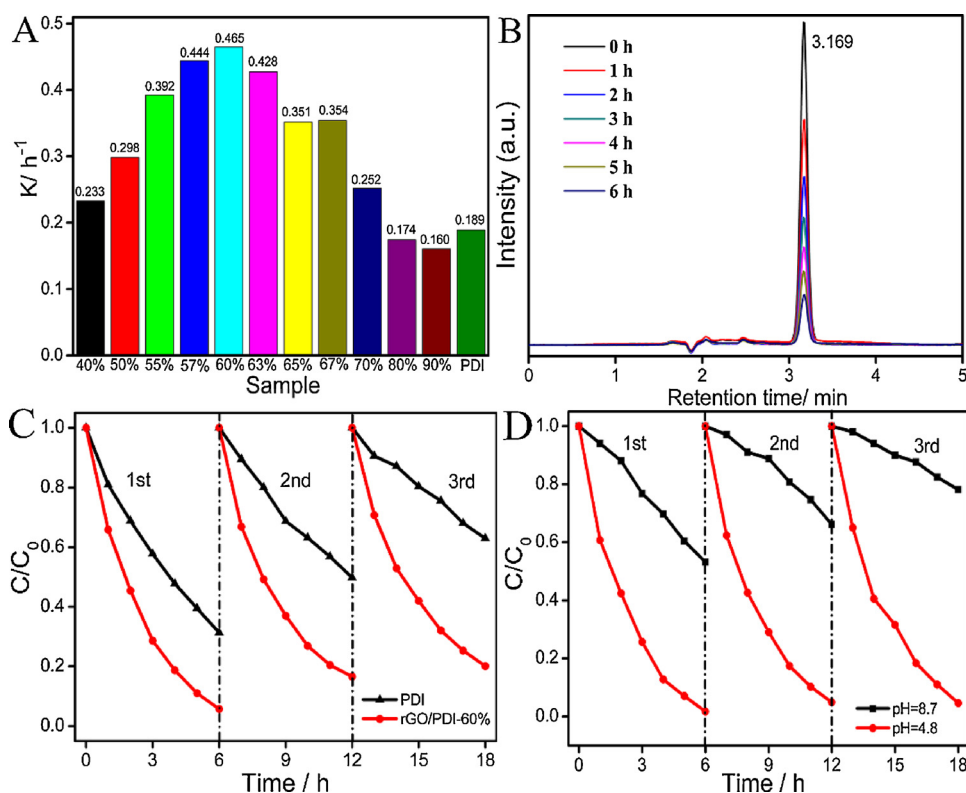 A
K/ h⁻¹
0.5
0.4
0.3
0.2
0.1
0.0
0.233
0.298
0.392
0.444
0.465
0.428
0.351
0.354
0.252
0.174
0.160
0.189
40% 50% 55% 57% 60% 63% 65% 67% 70% 80% 90% PDI
Sample
B
Intensity (a.u.)
0 h
1 h
2 h
3 h
4 h
5 h
6 h
3.169
0 1 2 3 4 5
Retention time/ min
C
C/C₀
1.0
0.8
0.6
0.4
0.2
0.0
1st
2nd
3rd
PDI
rGO/PDI-60%
0 3 6 9 12 15 18
Time / h
D
C/C₀
1.0
0.8
0.6
0.4
0.2
0.0
1st
2nd
3rd
pH=8.7
pH=4.8
0 3 6 9 12 15 18
Time / h